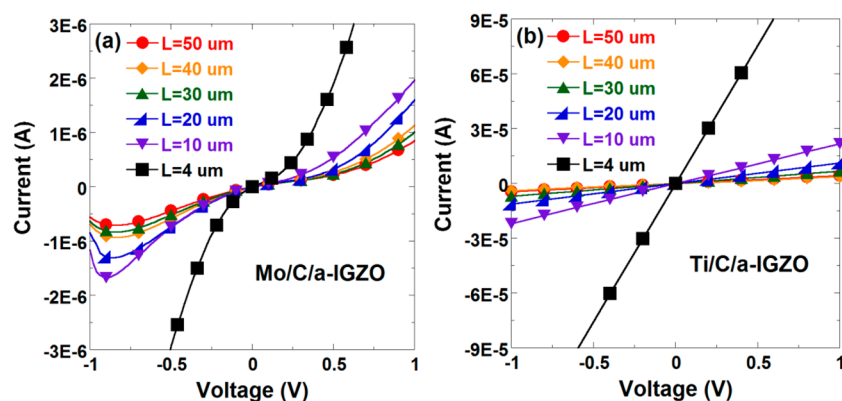 (a)
3E-6
2E-6
1E-6
0
-1E-6
-2E-6
-3E-6
Current (A)
L=50 um
L=40 um
L=30 um
L=20 um
L=10 um
L=4 um
Mo/C/a-IGZO
-1
-0.5
0
0.5
1
Voltage (V)
(b)
9E-5
6E-5
3E-5
0
-3E-5
-6E-5
-9E-5
Current (A)
L=50 um
L=40 um
L=30 um
L=20 um
L=10 um
L=4 um
Ti/C/a-IGZO
-1
-0.5
0
0.5
1
Voltage (V)